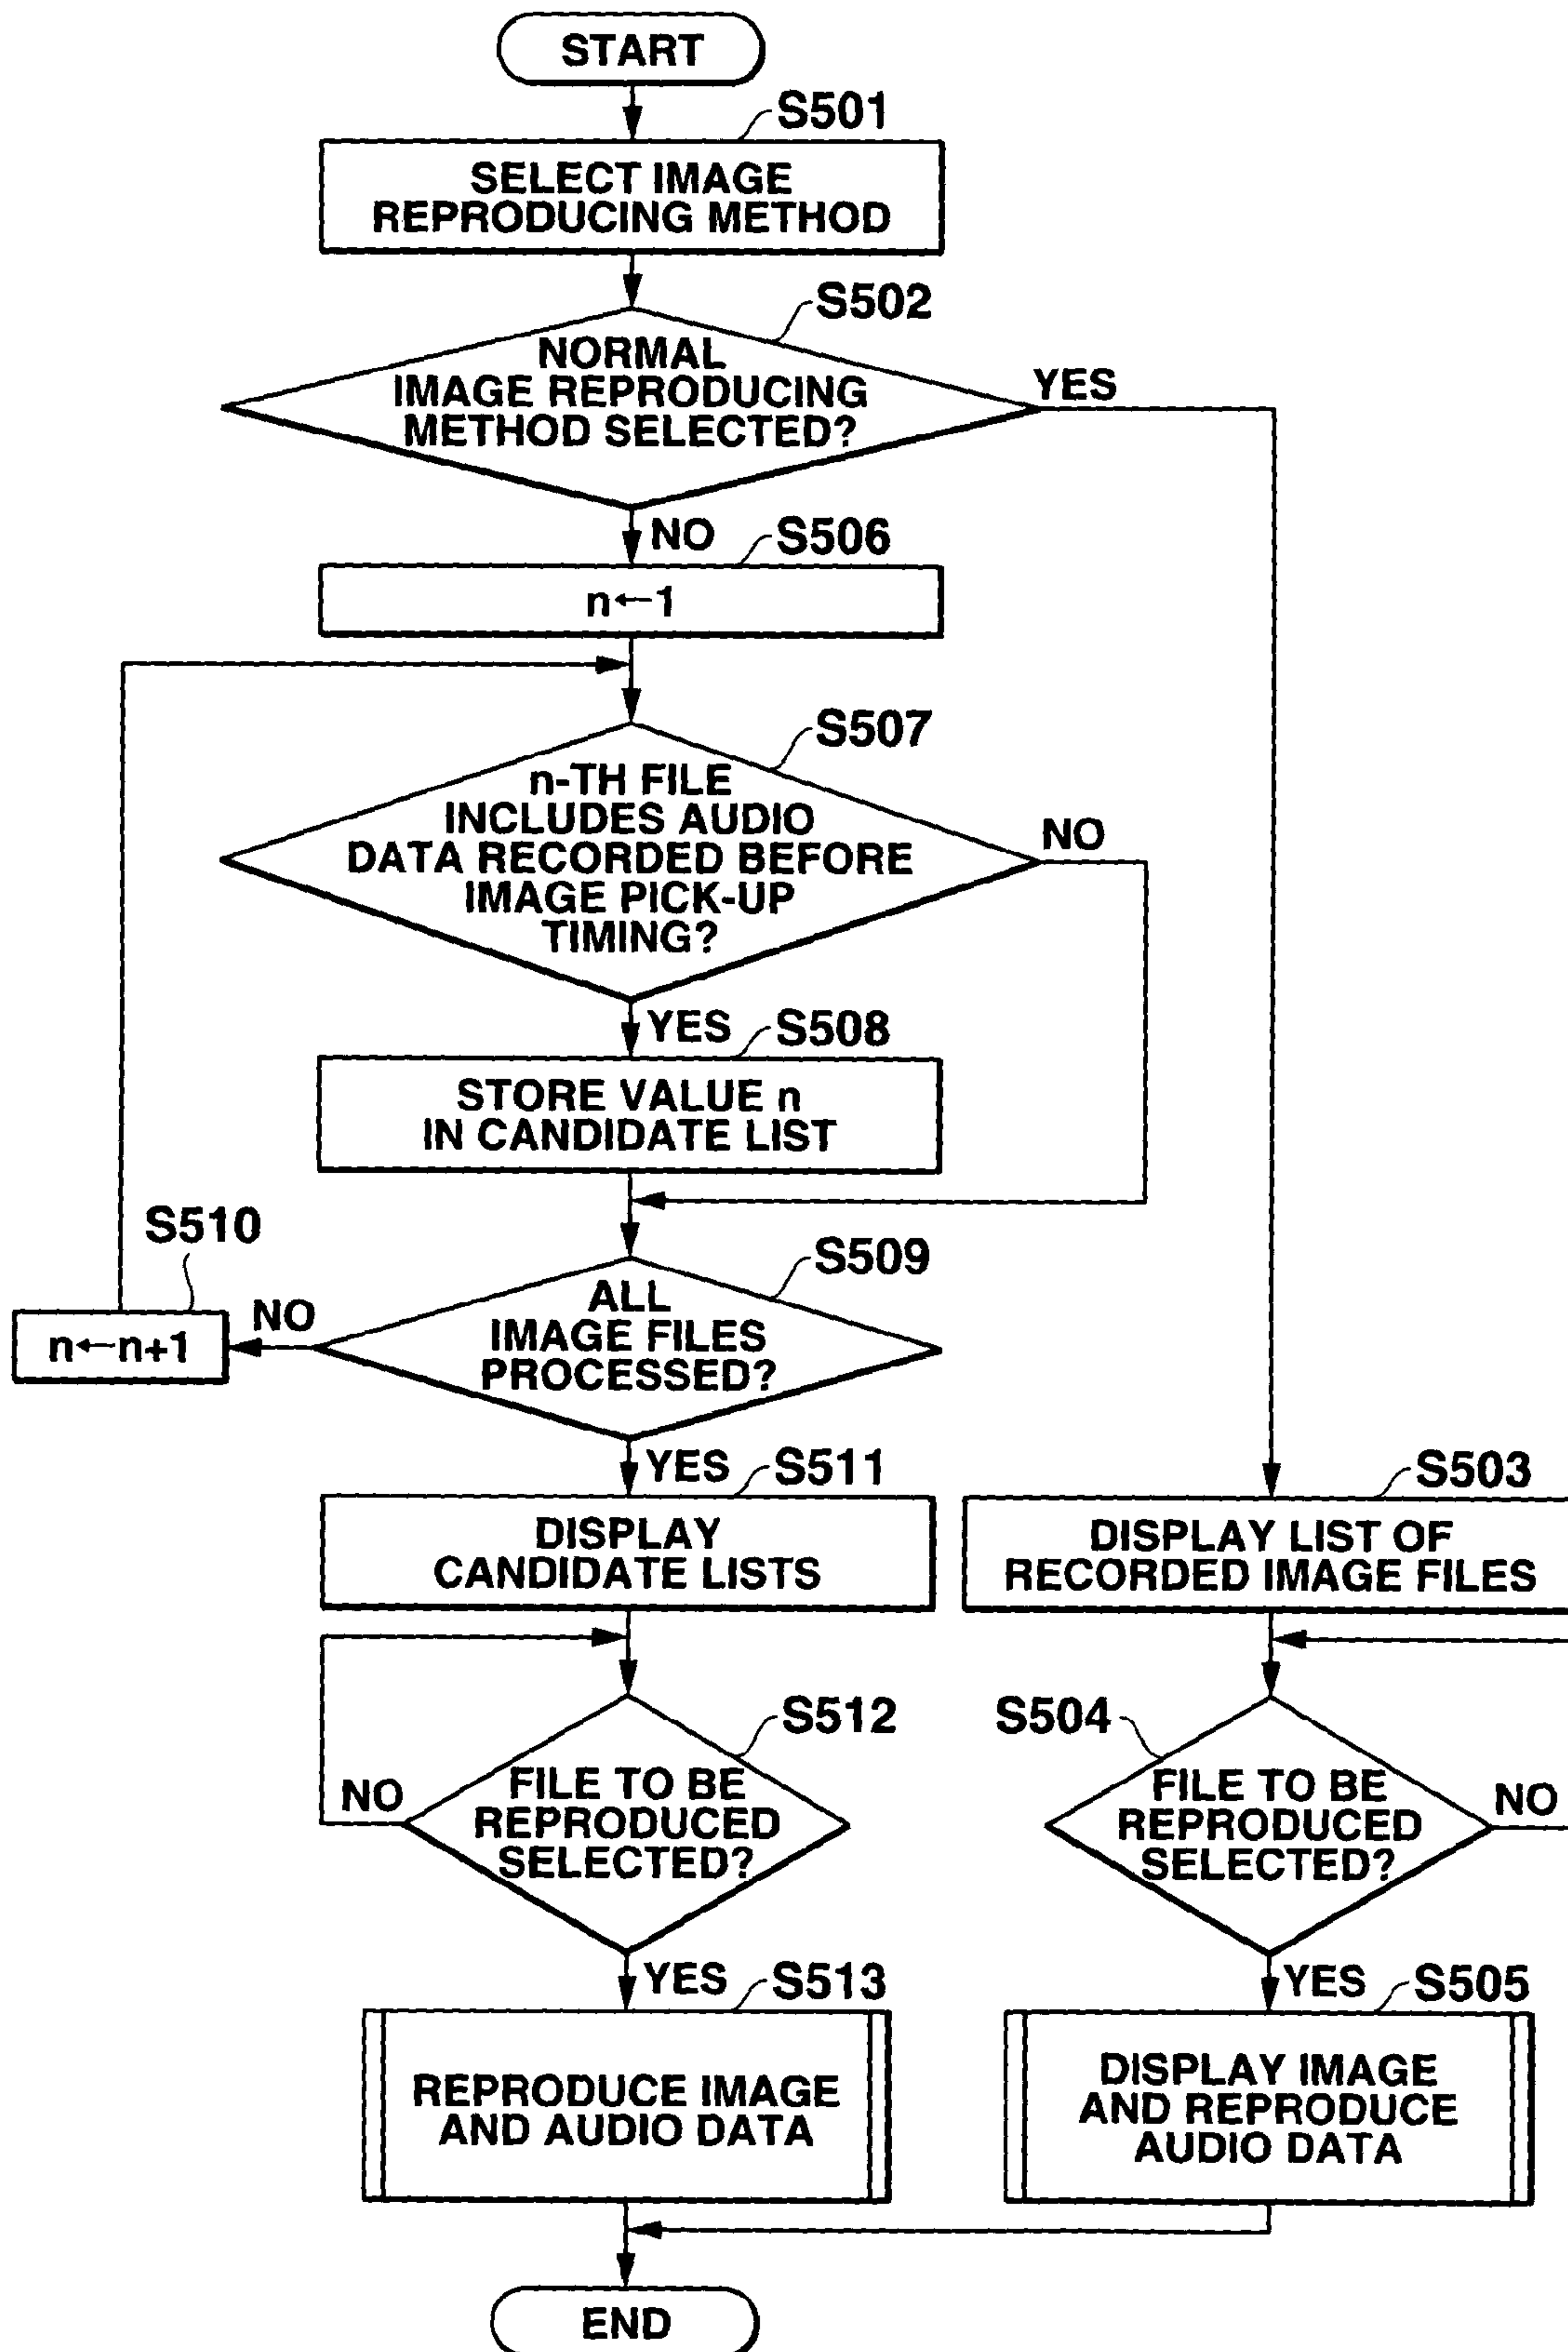 START
S501
SELECT IMAGE
REPRODUCING METHOD
S502
NORMAL
IMAGE REPRODUCING
METHOD SELECTED?
YES
NO
S506
n←1
S507
n-TH FILE
INCLUDES AUDIO
DATA RECORDED BEFORE
IMAGE PICK-UP
TIMING?
NO
YES
S508
STORE VALUE n
IN CANDIDATE LIST
S510
n←n+1
NO
S509
ALL
IMAGE FILES
PROCESSED?
YES
S511
DISPLAY
CANDIDATE LISTS
S503
DISPLAY LIST OF
RECORDED IMAGE FILES
S512
NO
FILE TO BE
REPRODUCED
SELECTED?
S504
FILE TO BE
REPRODUCED
SELECTED?
NO
YES
S513
REPRODUCE IMAGE
AND AUDIO DATA
YES
S505
DISPLAY IMAGE
AND REPRODUCE
AUDIO DATA
END